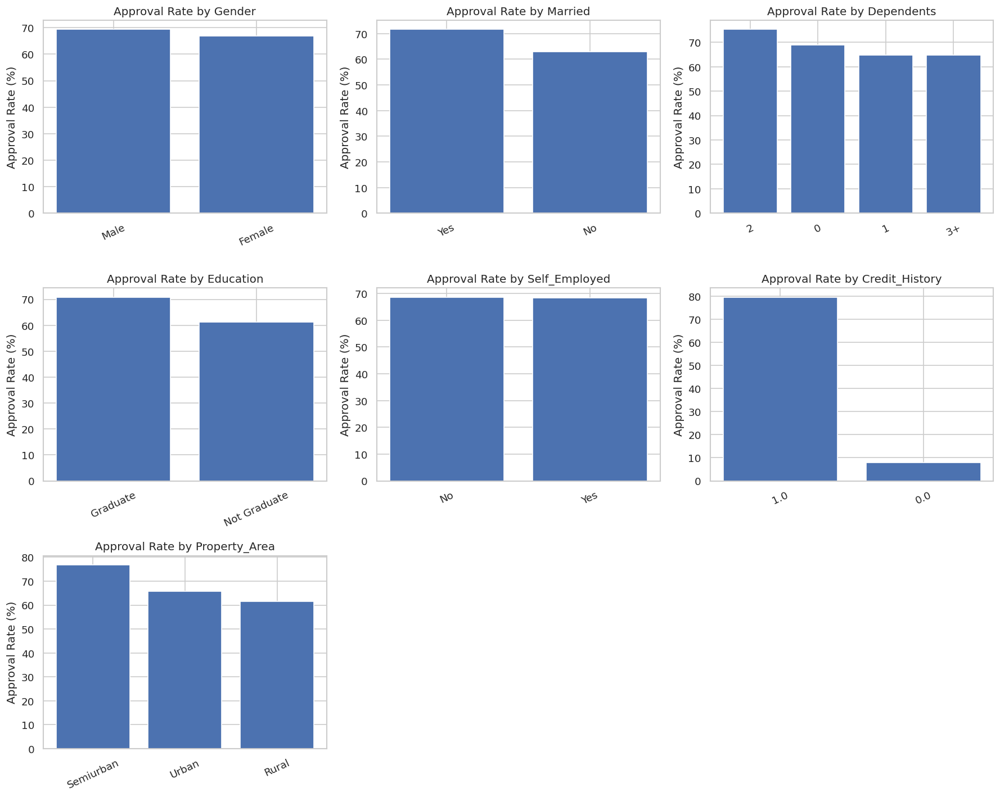 Approval Rate by Gender
Approval Rate (%)
70
60
50
40
30
20
10
0
Male
Female
Approval Rate by Married
Approval Rate (%)
70
60
50
40
30
20
10
0
Yes
No
Approval Rate by Dependents
Approval Rate (%)
70
60
50
40
30
20
10
0
2
0
1
3+
Approval Rate by Education
Approval Rate (%)
70
60
50
40
30
20
10
0
Graduate
Not Graduate
Approval Rate by Self_Employed
Approval Rate (%)
70
60
50
40
30
20
10
0
No
Yes
Approval Rate by Credit_History
Approval Rate (%)
80
70
60
50
40
30
20
10
0
1.0
0.0
Approval Rate by Property_Area
Approval Rate (%)
80
70
60
50
40
30
20
10
0
Semiurban
Urban
Rural